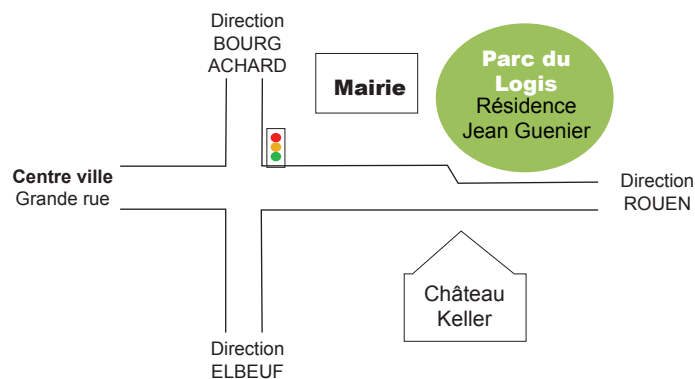 Direction
BOURG
ACHARD
Mairie
Parc du
Logis
Résidence
Jean Guenier
Centre ville
Grande rue
Direction
ROUEN
Château
Keller
Direction
ELBEUF